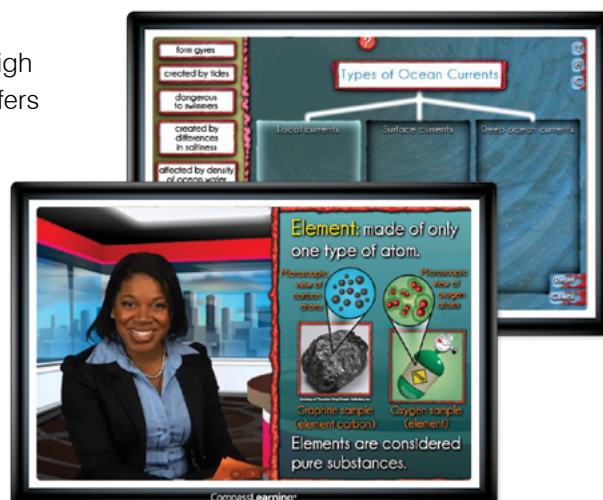 igh
fers
form gyres
created by tides
dangerous
to swimmers
created by
differences
in saltiness
affected by density
of ocean water
?
Types of Ocean Currents
Local currents
Surface currents
Deep ocean currents
Element: made of only
one type of atom.
Microscopic
view of
carbon
atoms
Microscopic
view of
oxygen
atoms
Graphite sample
(element carbon)
Oxygen sample
(element)
Elements are considered
pure substances.
CompassLearning